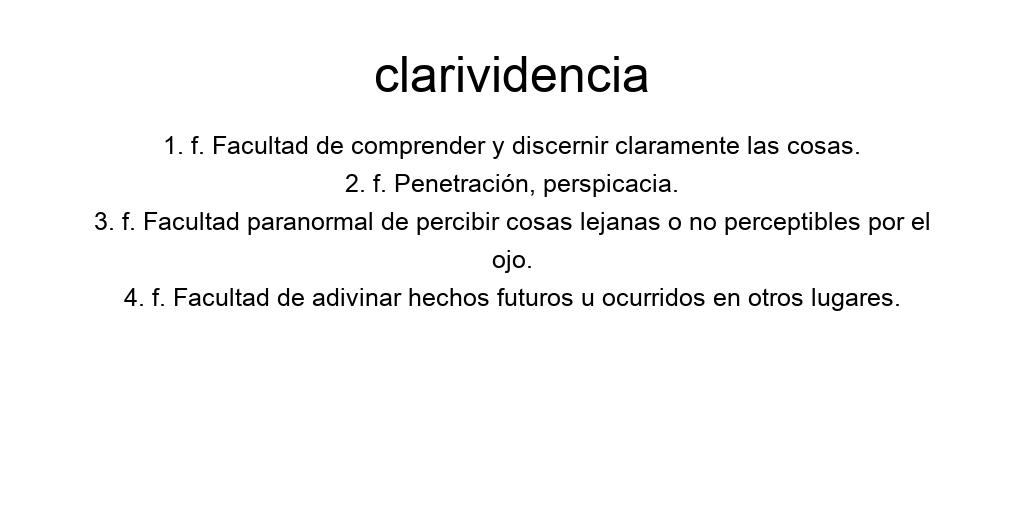 clarividencia
1. f. Facultad de comprender y discernir claramente las cosas.
2. f. Penetración, perspicacia.
3. f. Facultad paranormal de percibir cosas lejanas o no perceptibles por el
ojo.
4. f. Facultad de adivinar hechos futuros u ocurridos en otros lugares.